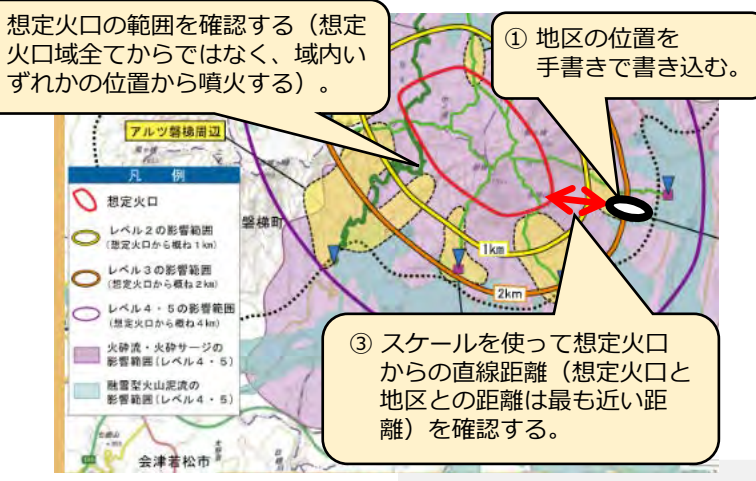 想定火口の範囲を確認する（想定
火口域全てからではなく、域内い
ずれかの位置から噴火する）。
① 地区の位置を
手書きで書き込む。
アルツ磐梯周辺
凡 例
想定火口
レベル２の影響範囲
（想定火口から概ね１km）
レベル３の影響範囲
（想定火口から概ね２km）
レベル４・５の影響範囲
（想定火口から概ね４km）
火砕流・火砕サージの
影響範囲（レベル４・５）
融雪型火山泥流の
影響範囲（レベル４・５）
磐梯町
1km
2km
③ スケールを使って想定火口
からの直線距離（想定火口と
地区との距離は最も近い距
離）を確認する。
会津若松市